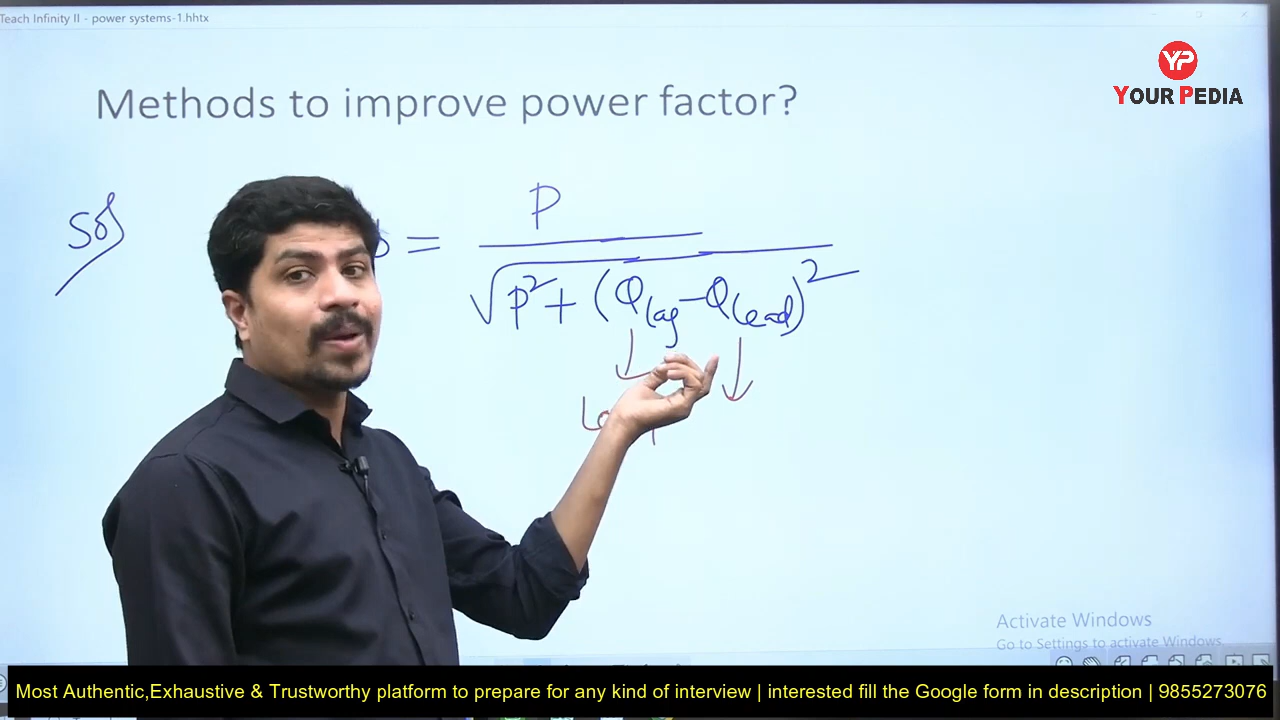 Teach Infinity II - power systems-1.hhtx
YP
YOUR PEDIA
Methods to improve power factor?
Sol
= P
√P²+(Qlag-Qlead)²
Activate Windows
Go to Settings to activate Windows.
Most Authentic,Exhaustive & Trustworthy platform to prepare for any kind of interview | interested fill the Google form in description | 9855273076